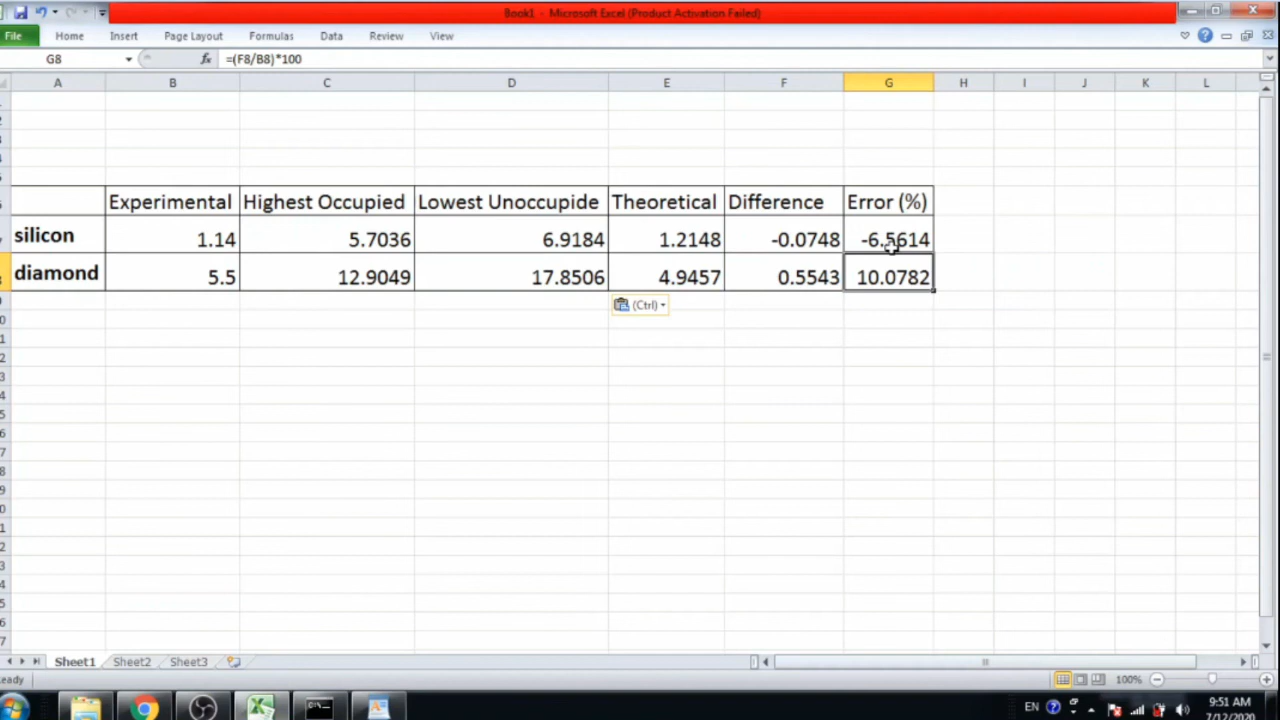 Book1 - Microsoft Excel (Product Activation Failed)
File Home Insert Page Layout Formulas Data Review View
G8 fx =(F8/B8)*100
A B C D E F G H I J K L
Experimental Highest Occupied Lowest Unoccupide Theoretical Difference Error (%)
silicon 1.14 5.7036 6.9184 1.2148 -0.0748 -6.5614
diamond 5.5 12.9049 17.8506 4.9457 0.5543 10.0782
(Ctrl)
Sheet1 Sheet2 Sheet3
100%
EN 9:51 AM
7/12/2020